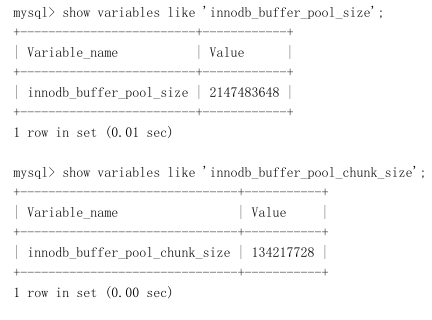 mysql> show variables like 'innodb_buffer_pool_size';
+-------------------------+------------+
| Variable_name           | Value      |
+-------------------------+------------+
| innodb_buffer_pool_size | 2147483648 |
+-------------------------+------------+
1 row in set (0.01 sec)
mysql> show variables like 'innodb_buffer_pool_chunk_size';
+-------------------------------+-----------+
| Variable_name                 | Value     |
+-------------------------------+-----------+
| innodb_buffer_pool_chunk_size | 134217728 |
+-------------------------------+-----------+
1 row in set (0.00 sec)